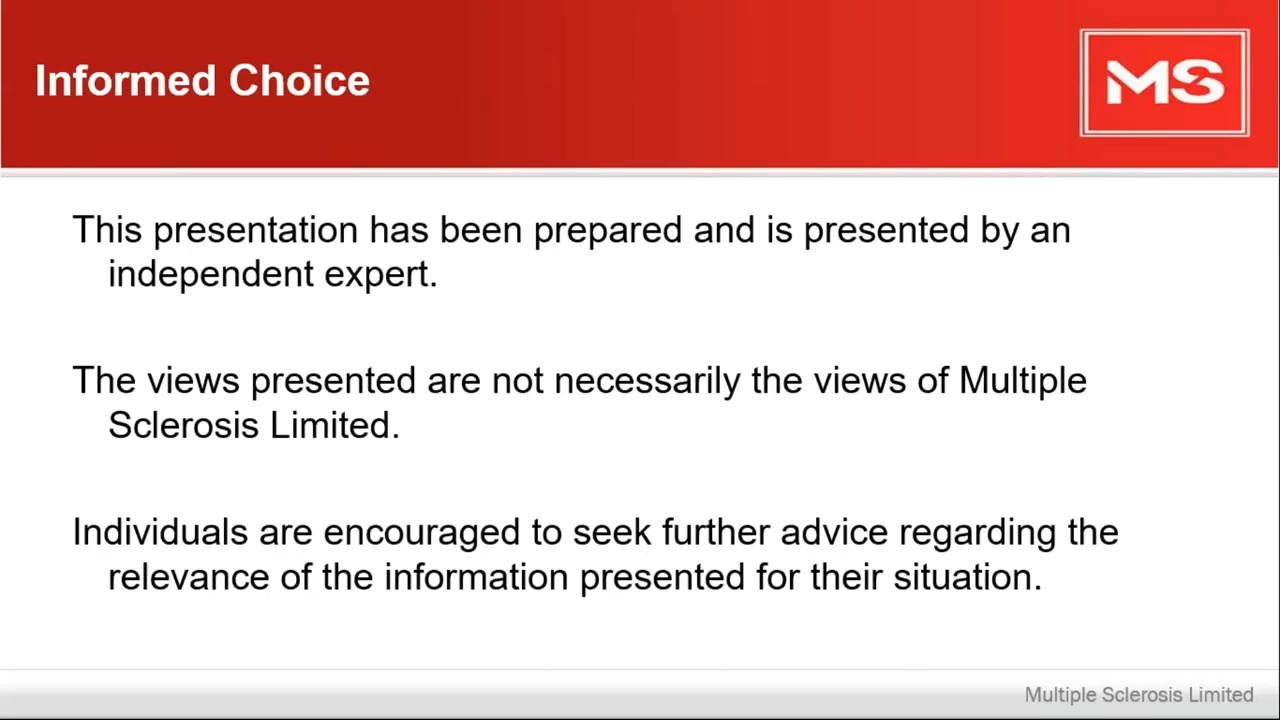 Informed Choice
MS
This presentation has been prepared and is presented by an
independent expert.
The views presented are not necessarily the views of Multiple
Sclerosis Limited.
Individuals are encouraged to seek further advice regarding the
relevance of the information presented for their situation.
Multiple Sclerosis Limited